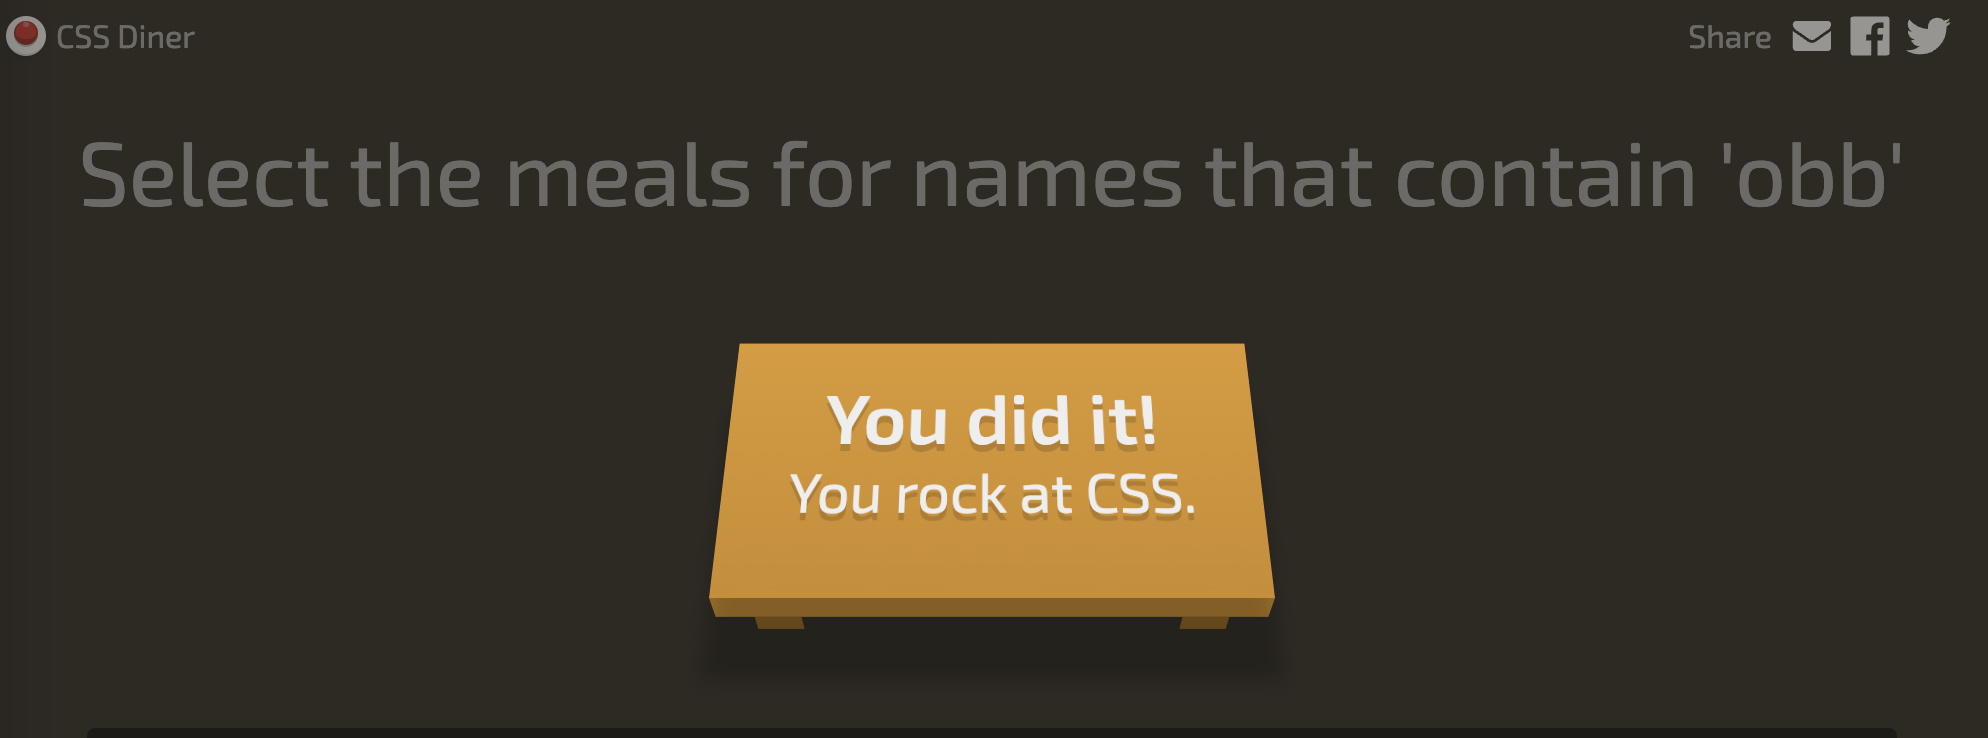 CSS Diner
Share
Select the meals for names that contain 'obb'
You did it!
You rock at CSS.